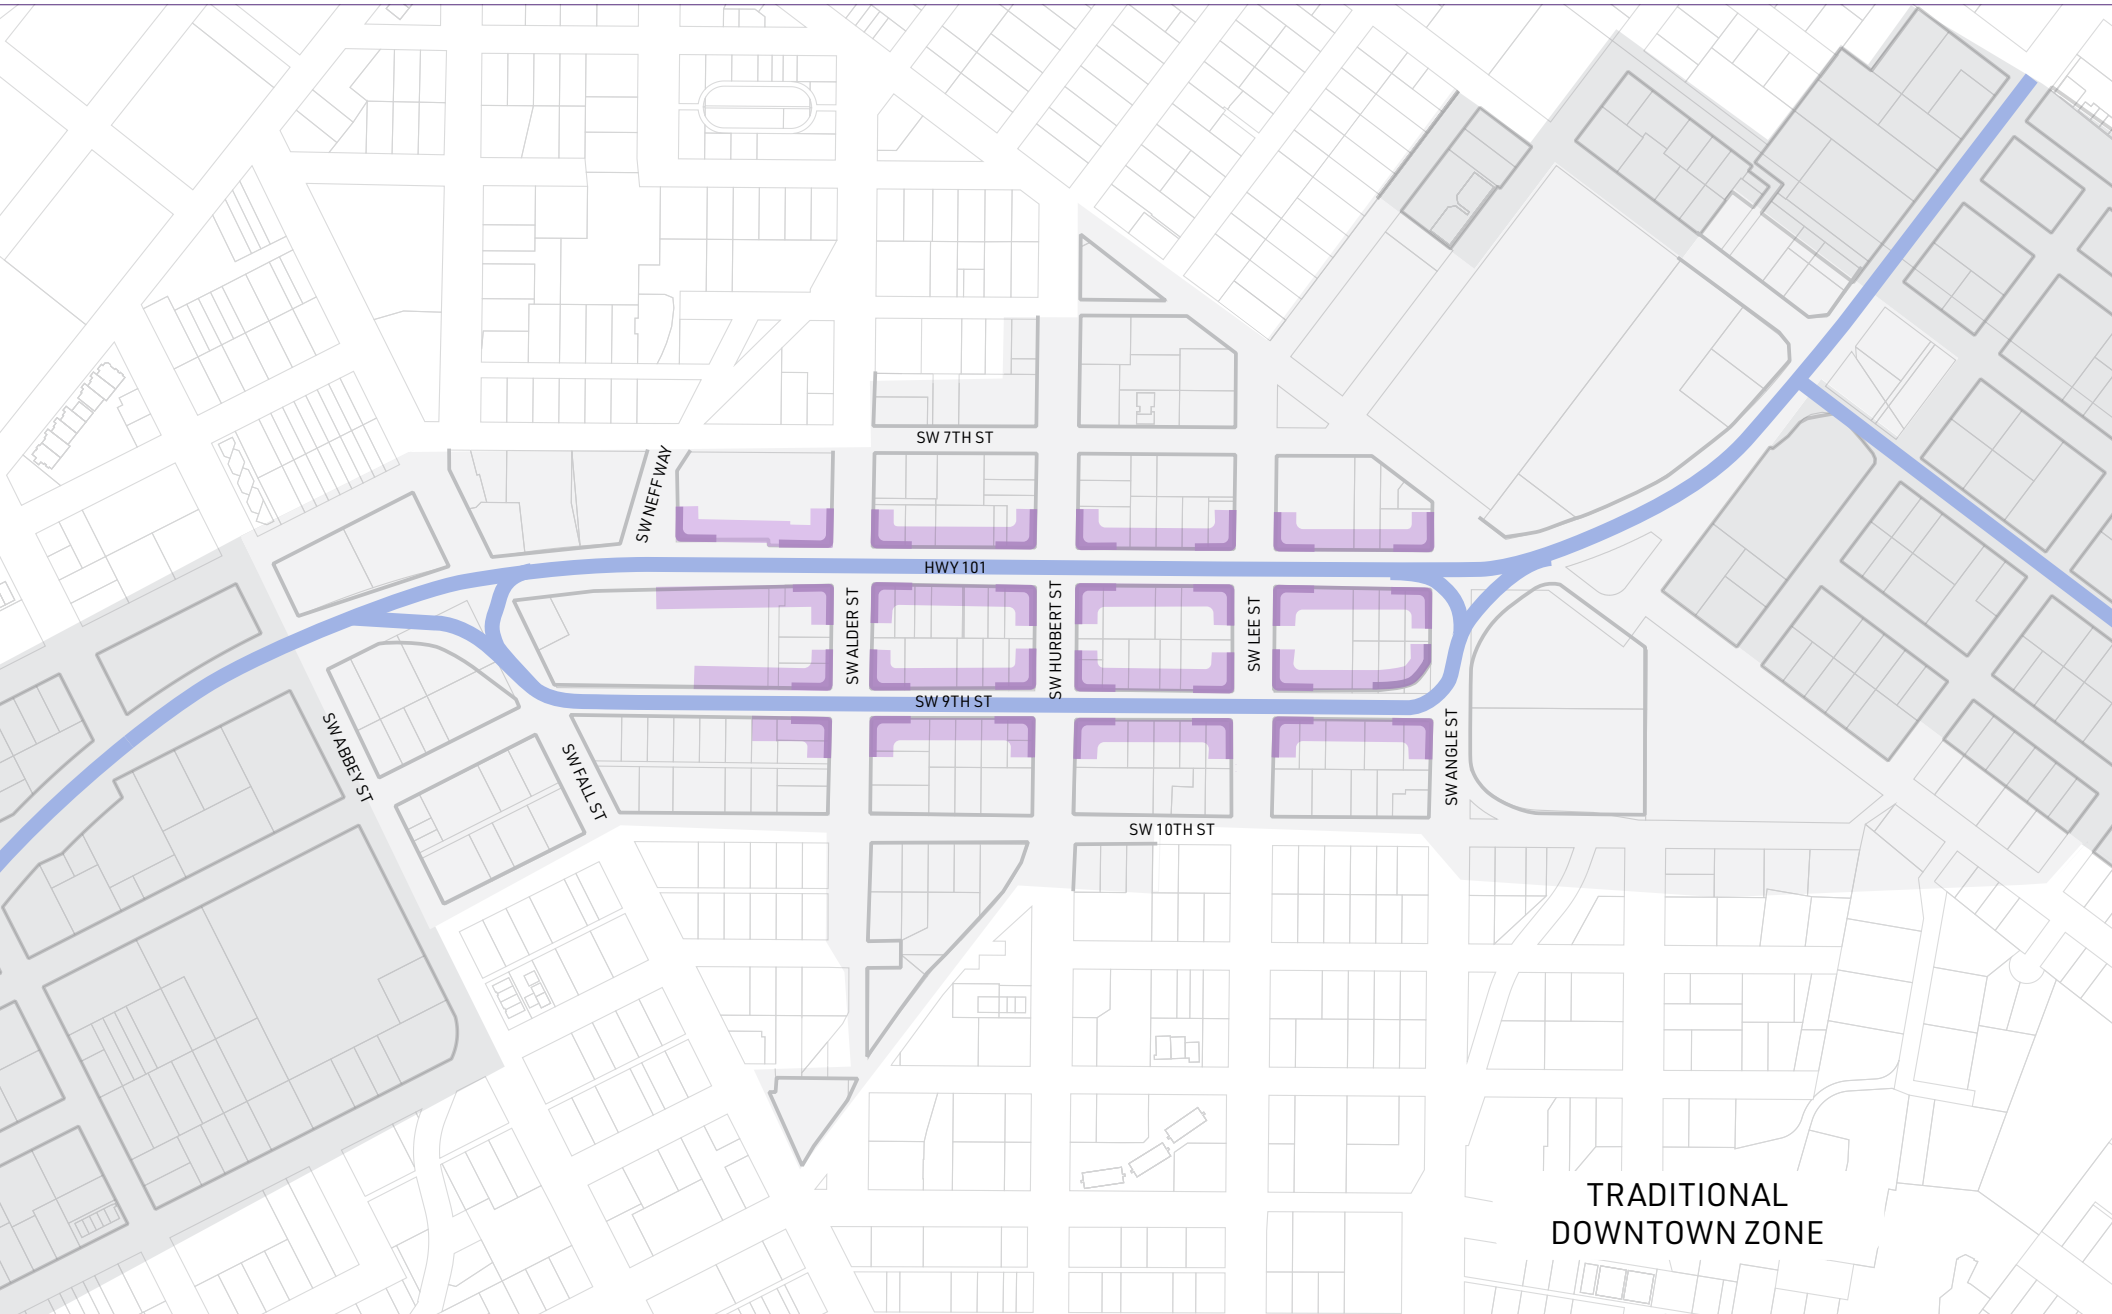 SW 7TH ST
SW NEFF WAY
HWY 101
SW ALDER ST
SW HURBERT ST
SW LEE ST
SW 9TH ST
SW ABBEY ST
SW FALL ST
SW ANGLE ST
SW 10TH ST
TRADITIONAL
DOWNTOWN ZONE